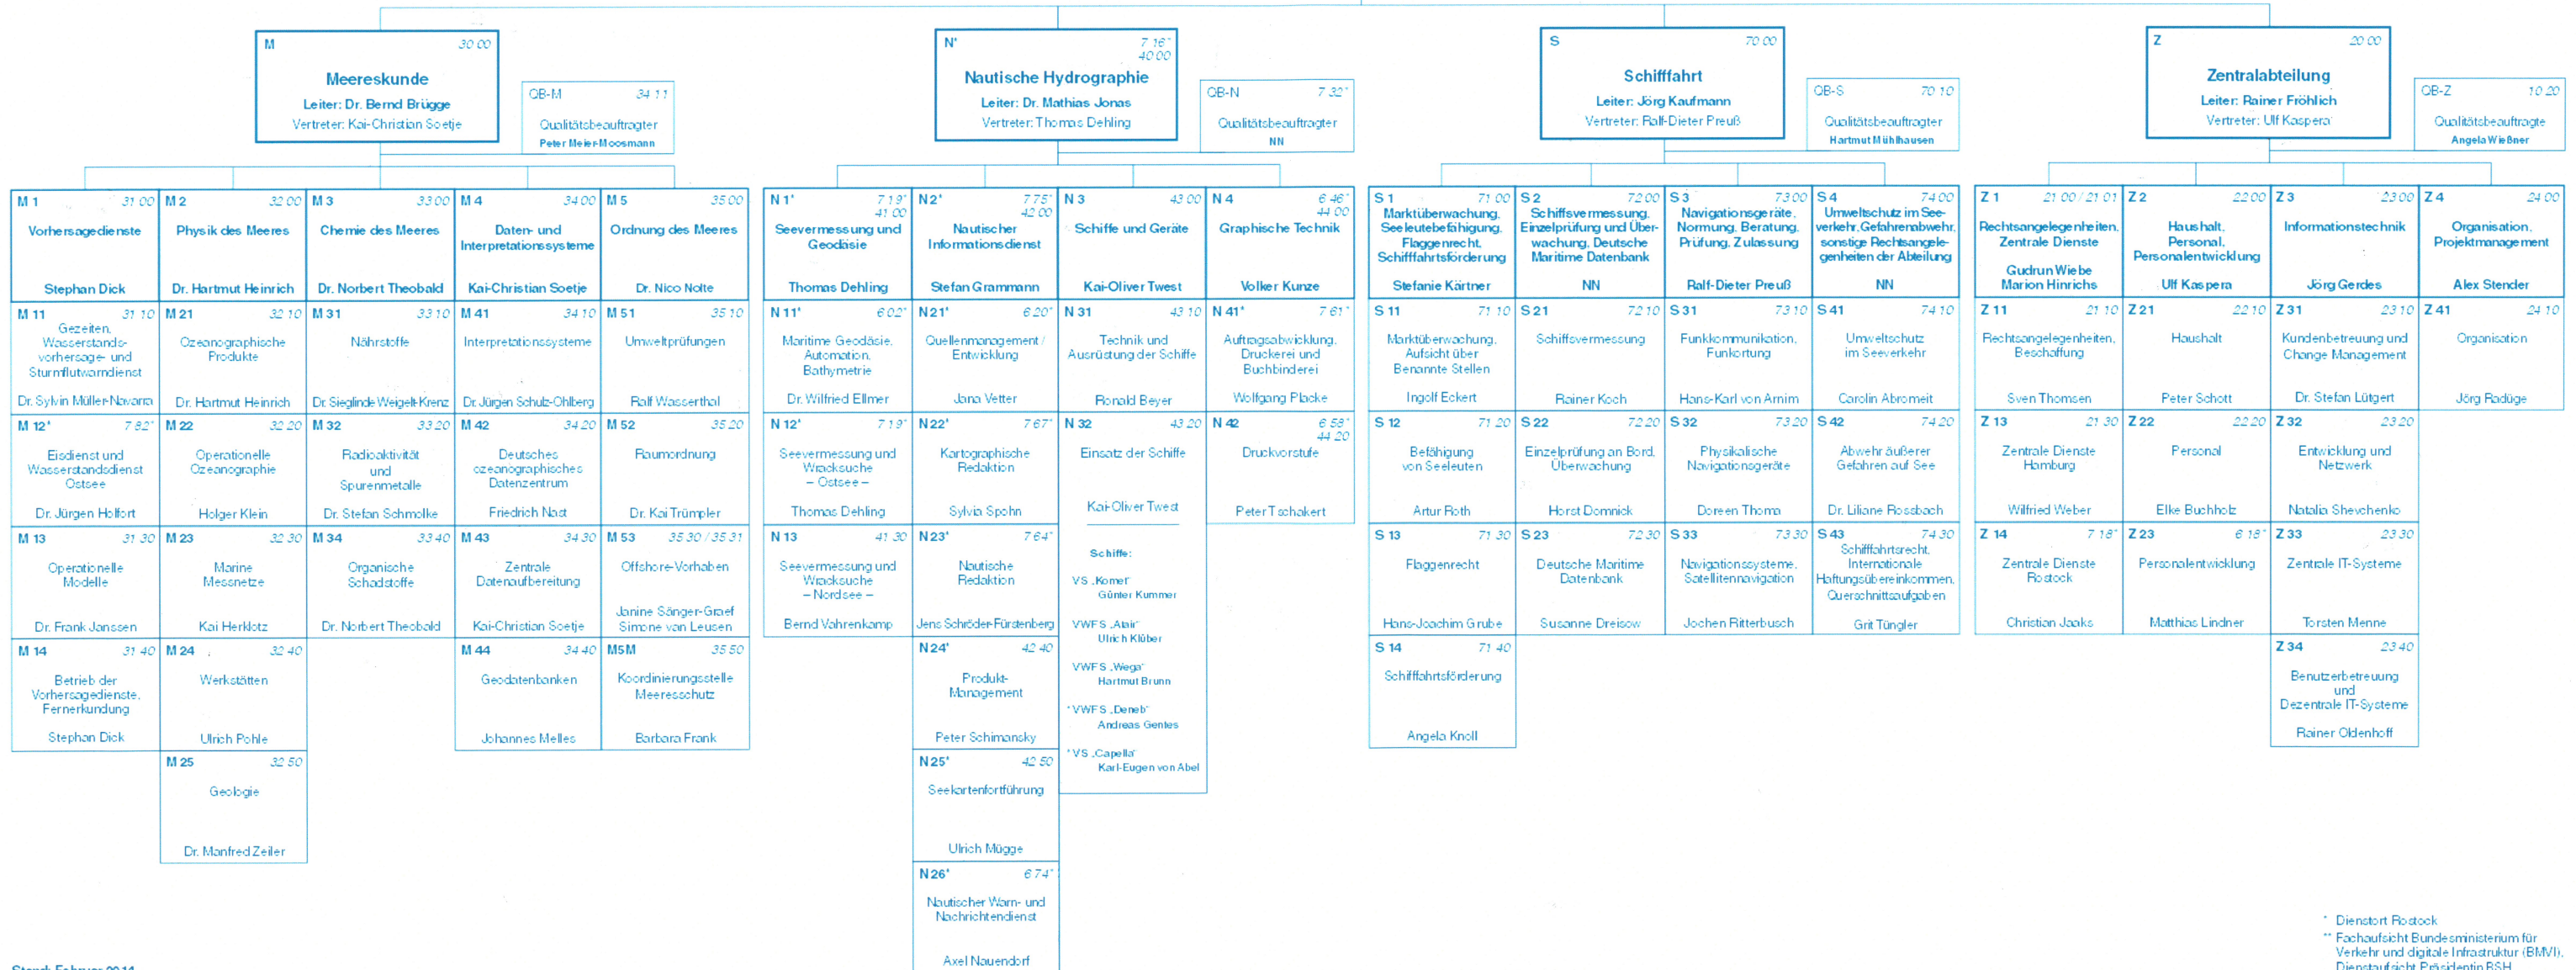 M 30 00
Meereskunde
Leiter: Dr. Bernd Brügge
Vertreter: Kai-Christian Soetje
QB-M 34 11
Qualitätsbeauftragter
Peter Meier-Moosmann
N* 7 16*
40 00
Nautische Hydrographie
Leiter: Dr. Mathias Jonas
Vertreter: Thomas Dehling
QB-N 7 32*
Qualitätsbeauftragter
NN
S 70 00
Schifffahrt
Leiter: Jörg Kaufmann
Vertreter: Ralf-Dieter Preuß
QB-S 70 10
Qualitätsbeauftragter
Hartmut Mühlhausen
Z 20 00
Zentralabteilung
Leiter: Rainer Fröhlich
Vertreter: Ulf Kaspera
QB-Z 10 20
Qualitätsbeauftragte
Angela Wießner
M 1 31 00
Vorhersagedienste
Stephan Dick
M 11 31 10
Gezeiten,
Wasserstands-
vorhersage- und
Sturmflutwarndienst
Dr. Sylvin Müller-Navarra
M 12* 7 82*
Eisdienst und
Wasserstandsdienst
Ostsee
Dr. Jürgen Holfort
M 13 31 30
Operationelle
Modelle
Dr. Frank Janssen
M 14 31 40
Betrieb der
Vorhersagedienste,
Fernerkundung
Stephan Dick
M 2 32 00
Physik des Meeres
Dr. Hartmut Heinrich
M 21 32 10
Ozeanographische
Produkte
Dr. Hartmut Heinrich
M 22 32 20
Operationelle
Ozeanographie
Holger Klein
M 23 32 30
Marine
Messnetze
Kai Herklotz
M 24 32 40
Werkstätten
Ulrich Pohle
M 25 32 50
Geologie
Dr. Manfred Zeiler
M 3 33 00
Chemie des Meeres
Dr. Norbert Theobald
M 31 33 10
Nährstoffe
Dr. Sieglinde Weigelt-Krenz
M 32 33 20
Radioaktivität
und
Spurenmetalle
Dr. Stefan Schmolke
M 34 33 40
Organische
Schadstoffe
Dr. Norbert Theobald
M 4 34 00
Daten- und
Interpretationssysteme
Kai-Christian Soetje
M 41 34 10
Interpretationssysteme
Dr. Jürgen Schulz-Ohlberg
M 42 34 20
Deutsches
ozeanographisches
Datenzentrum
Friedrich Nast
M 43 34 30
Zentrale
Datenaufbereitung
Kai-Christian Soetje
M 44 34 40
Geodatenbanken
Johannes Melles
M 5 35 00
Ordnung des Meeres
Dr. Nico Nolte
M 51 35 10
Umweltprüfungen
Ralf Wasserthal
M 52 35 20
Raumordnung
Dr. Kai Trümpler
M 53 35 30 / 35 31
Offshore-Vorhaben
Janine Sänger-Graef
Simone van Leusen
M5M 35 50
Koordinierungsstelle
Meeresschutz
Barbara Frank
N 1* 7 19*
41 00
Seevermessung und
Geodäsie
Thomas Dehling
N 11* 6 02*
Maritime Geodäsie,
Automation,
Bathymetrie
Dr. Wilfried Ellmer
N 12* 7 19*
Seevermessung und
Wracksuche
– Ostsee –
Thomas Dehling
N 13 41 30
Seevermessung und
Wracksuche
– Nordsee –
Bernd Vahrenkamp
N2* 7 75*
42 00
Nautischer
Informationsdienst
Stefan Grammann
N21* 6 20*
Quellenmanagement /
Entwicklung
Jana Vetter
N22* 7 67*
Kartographische
Redaktion
Sylvia Spohn
N23* 7 64*
Nautische
Redaktion
Jens Schröder-Fürstenberg
N24* 42 40
Produkt-
Management
Peter Schimansky
N25* 42 50
Seekartenfortführung
Ulrich Mügge
N26* 6 74*
Nautischer Warn- und
Nachrichtendienst
Axel Nauendorf
N 3 43 00
Schiffe und Geräte
Kai-Oliver Twest
N 31 43 10
Technik und
Ausrüstung der Schiffe
Ronald Beyer
N 32 43 20
Einsatz der Schiffe
Kai-Oliver Twest
Schiffe:
VS „Komet“
Günter Kummer
VWFS „Atair“
Ulrich Klüber
VWFS „Wega“
Hartmut Brunn
*VWFS „Deneb“
Andreas Gentes
*VS „Capella“
Karl-Eugen von Abel
N 4 6 46*
44 00
Graphische Technik
Volker Kunze
N 41* 7 61*
Auftragsabwicklung,
Druckerei und
Buchbinderei
Wolfgang Placke
N 42 6 58*
44 20
Druckvorstufe
Peter Tschakert
S 1 71 00
Marktüberwachung,
Seeleutebefähigung,
Flaggenrecht,
Schifffahrtsförderung
Stefanie Kärtner
S 11 71 10
Marktüberwachung,
Aufsicht über
Benannte Stellen
Ingolf Eckert
S 12 71 20
Befähigung
von Seeleuten
Artur Roth
S 13 71 30
Flaggenrecht
Hans-Joachim Grube
S 14 71 40
Schifffahrtsförderung
Angela Knoll
S 2 72 00
Schiffsvermessung,
Einzelprüfung und Über-
wachung, Deutsche
Maritime Datenbank
NN
S 21 72 10
Schiffsvermessung
Rainer Koch
S 22 72 20
Einzelprüfung an Bord,
Überwachung
Horst Domnick
S 23 72 30
Deutsche Maritime
Datenbank
Susanne Dreisow
S 3 73 00
Navigationsgeräte,
Normung, Beratung,
Prüfung, Zulassung
Ralf-Dieter Preuß
S 31 73 10
Funkkommunikation,
Funkortung
Hans-Karl von Arnim
S 32 73 20
Physikalische
Navigationsgeräte
Doreen Thoma
S 33 73 30
Navigationssysteme,
Satellitennavigation
Jochen Ritterbusch
S 4 74 00
Umweltschutz im See-
verkehr, Gefahrenabwehr,
sonstige Rechtsangele-
genheiten der Abteilung
NN
S 41 74 10
Umweltschutz
im Seeverkehr
Carolin Abromeit
S 42 74 20
Abwehr äußerer
Gefahren auf See
Dr. Liliane Rossbach
S 43 74 30
Schifffahrtsrecht,
Internationale
Haftungsübereinkommen,
Querschnittsaufgaben
Grit Tüngler
Z 1 21 00 / 21 01
Rechtsangelegenheiten,
Zentrale Dienste
Gudrun Wiebe
Marion Hinrichs
Z 11 21 10
Rechtsangelegenheiten,
Beschaffung
Sven Thomsen
Z 13 21 30
Zentrale Dienste
Hamburg
Wilfried Weber
Z 14 7 18*
Zentrale Dienste
Rostock
Christian Jaaks
Z 2 22 00
Haushalt,
Personal,
Personalentwicklung
Ulf Kaspera
Z 21 22 10
Haushalt
Peter Schott
Z 22 22 20
Personal
Elke Buchholz
Z 23 6 18*
Personalentwicklung
Matthias Lindner
Z 3 23 00
Informationstechnik
Jörg Gerdes
Z 31 23 10
Kundenbetreuung und
Change Management
Dr. Stefan Lütgert
Z 32 23 20
Entwicklung und
Netzwerk
Natalia Shevchenko
Z 33 23 30
Zentrale IT-Systeme
Torsten Menne
Z 34 23 40
Benutzerbetreuung
und
Dezentrale IT-Systeme
Rainer Oldenhoff
Z 4 24 00
Organisation,
Projektmanagement
Alex Stender
Z 41 24 10
Organisation
Jörg Radüge
* Dienstort Rostock
** Fachaufsicht Bundesministerium für
Verkehr und digitale Infrastruktur (BMVI),
Dienstaufsicht Präsidentin BSH
Stand: Februar 2014